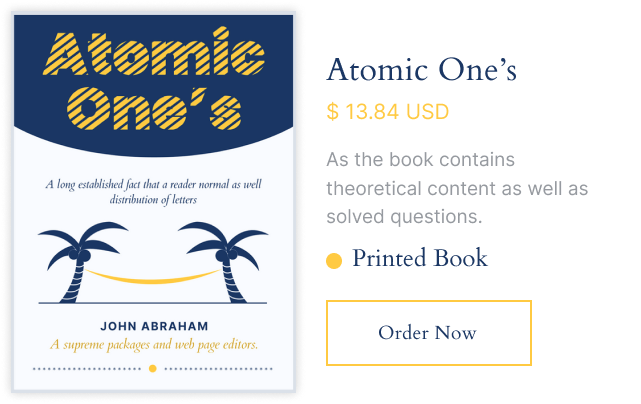 Atomic
One's
A long established fact that a reader normal as well
distribution of letters
JOHN ABRAHAM
A supreme packages and web page editors.
Atomic One's
$ 13.84 USD
As the book contains
theoretical content as well as
solved questions.
Printed Book
Order Now